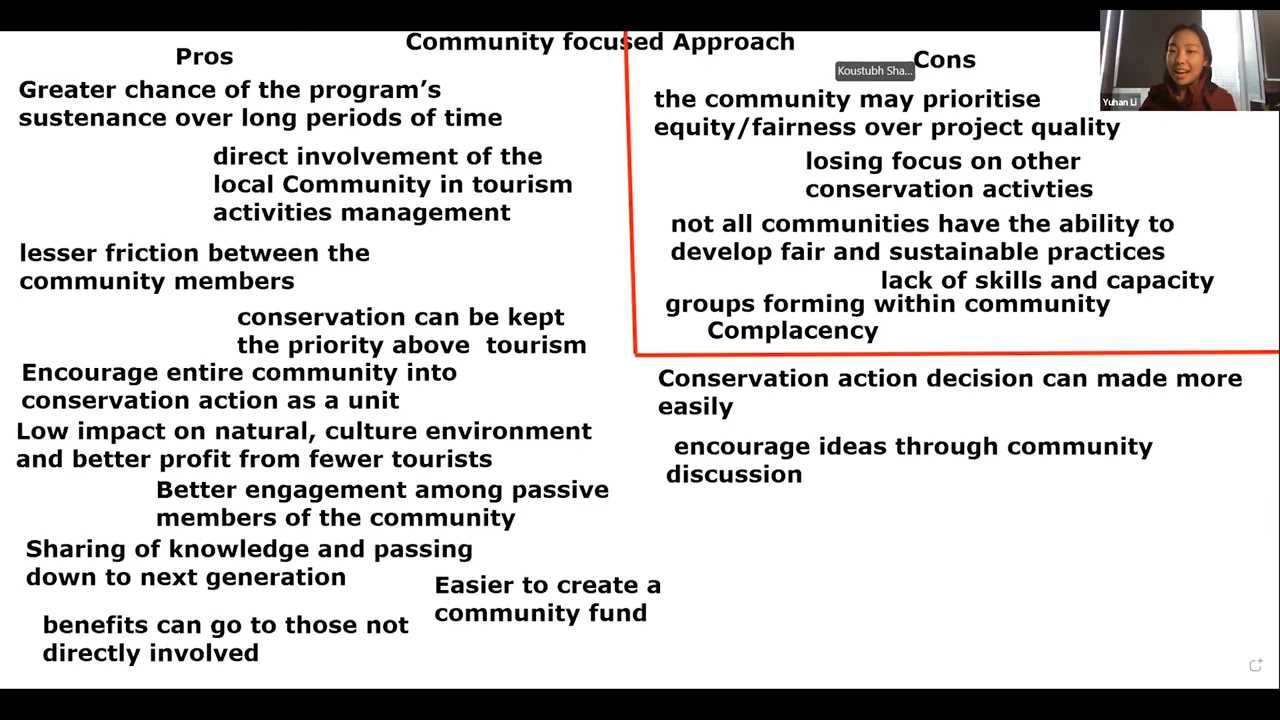 Community focused Approach
Pros
Greater chance of the program's
sustenance over long periods of time
direct involvement of the
local Community in tourism
activities management
lesser friction between the
community members
conservation can be kept
the priority above tourism
Encourage entire community into
conservation action as a unit
Low impact on natural, culture environment
and better profit from fewer tourists
Better engagement among passive
members of the community
Sharing of knowledge and passing
down to next generation
Easier to create a
community fund
benefits can go to those not
directly involved
Cons
Koustubh Sha...
Yuhan Li
the community may prioritise
equity/fairness over project quality
losing focus on other
conservation activties
not all communities have the ability to
develop fair and sustainable practices
lack of skills and capacity
groups forming within community
Complacency
Conservation action decision can made more
easily
encourage ideas through community
discussion